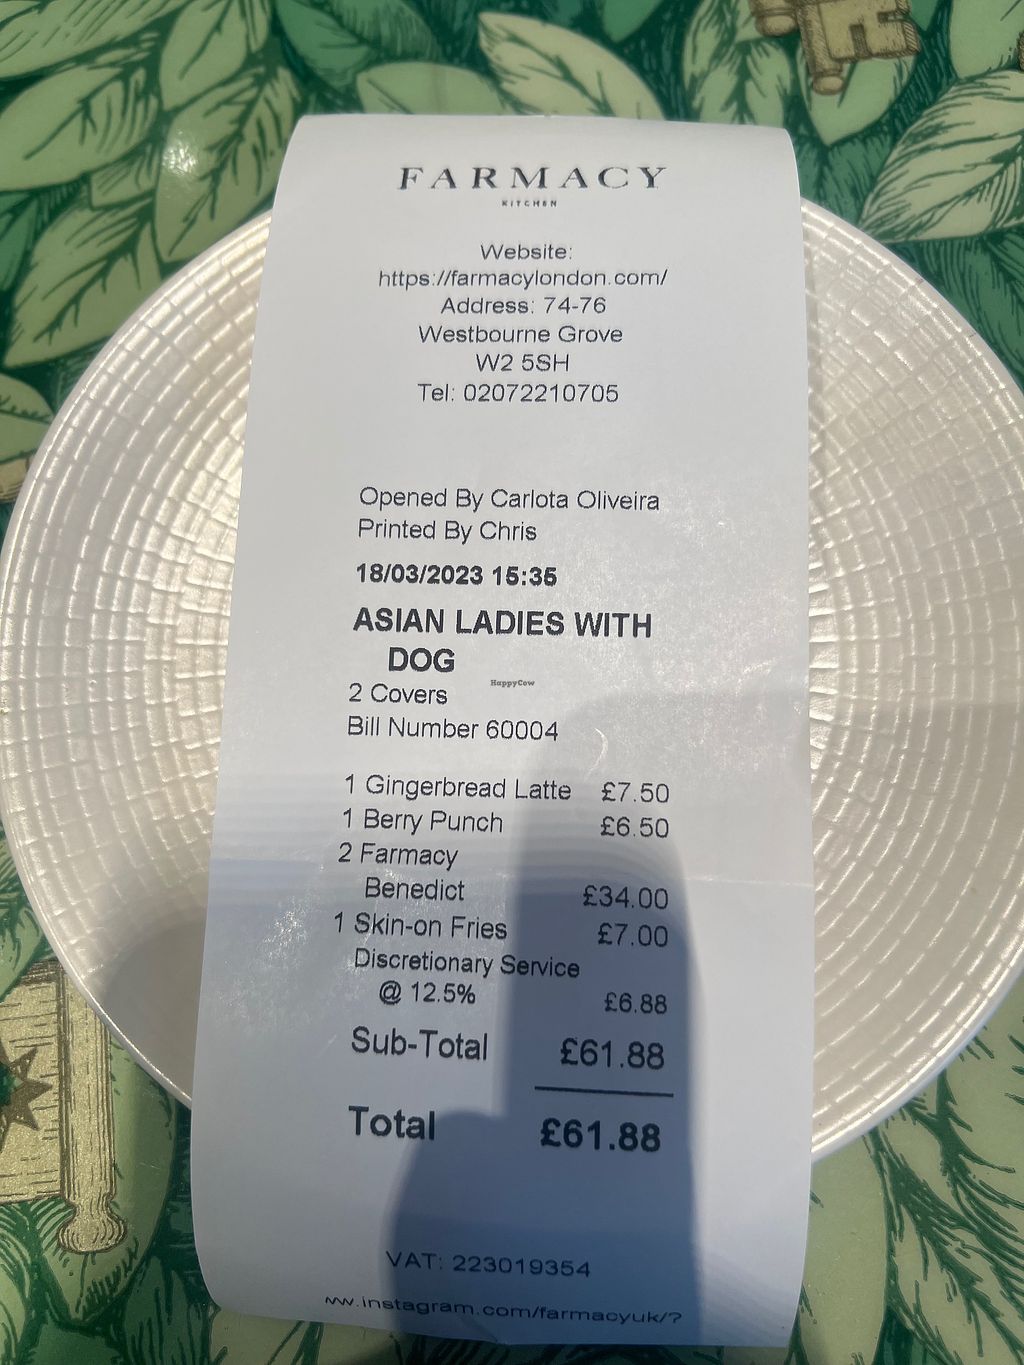 FARMACY
KITCHEN
Website:
https://farmacylondon.com/
Address: 74-76
Westbourne Grove
W2 5SH
Tel: 02072210705
Opened By Carlota Oliveira
Printed By Chris
18/03/2023 15:35
ASIAN LADIES WITH
DOG
HappyCow
2 Covers
Bill Number 60004
1 Gingerbread Latte £7.50
1 Berry Punch £6.50
2 Farmacy
Benedict £34.00
1 Skin-on Fries £7.00
Discretionary Service
@ 12.5% £6.88
Sub-Total £61.88
Total £61.88
VAT: 223019354
ww.instagram.com/farmacyuk/?